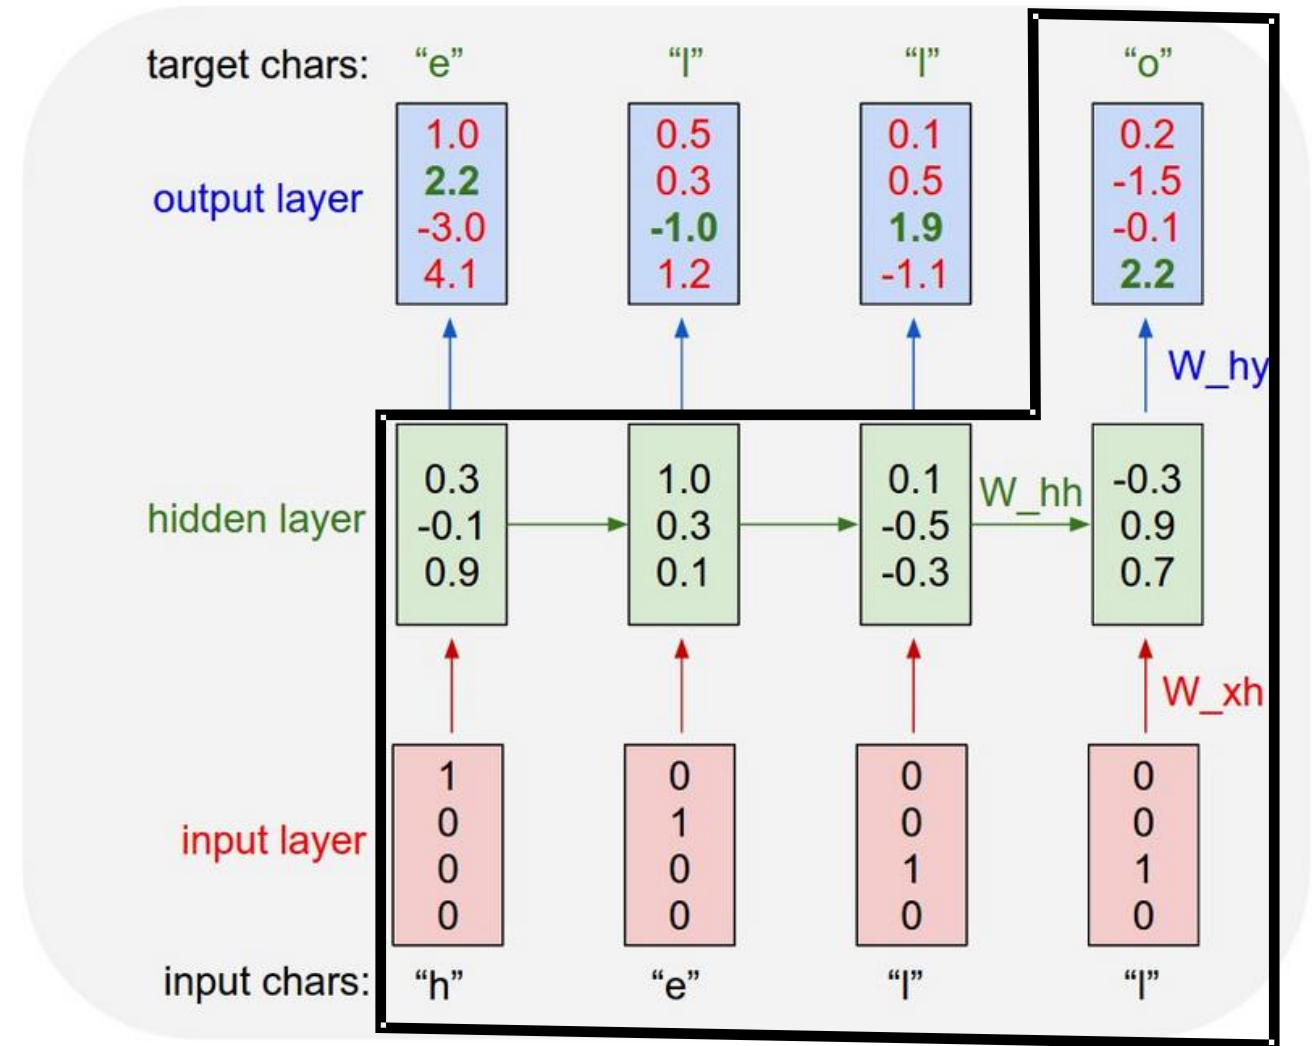 target chars: “e” “l” “l” “o”
1.0 0.5 0.1 0.2
2.2 0.3 0.5 -1.5
output layer
-3.0 -1.0 1.9 -0.1
4.1 1.2 -1.1 2.2
W_hy
0.3 1.0 0.1 W_hh -0.3
hidden layer -0.1 0.3 -0.5 0.9
0.9 0.1 -0.3 0.7
W_xh
1 0 0 0
0 1 0 0
input layer
0 0 1 1
0 0 0 0
input chars: “h” “e” “l” “l”